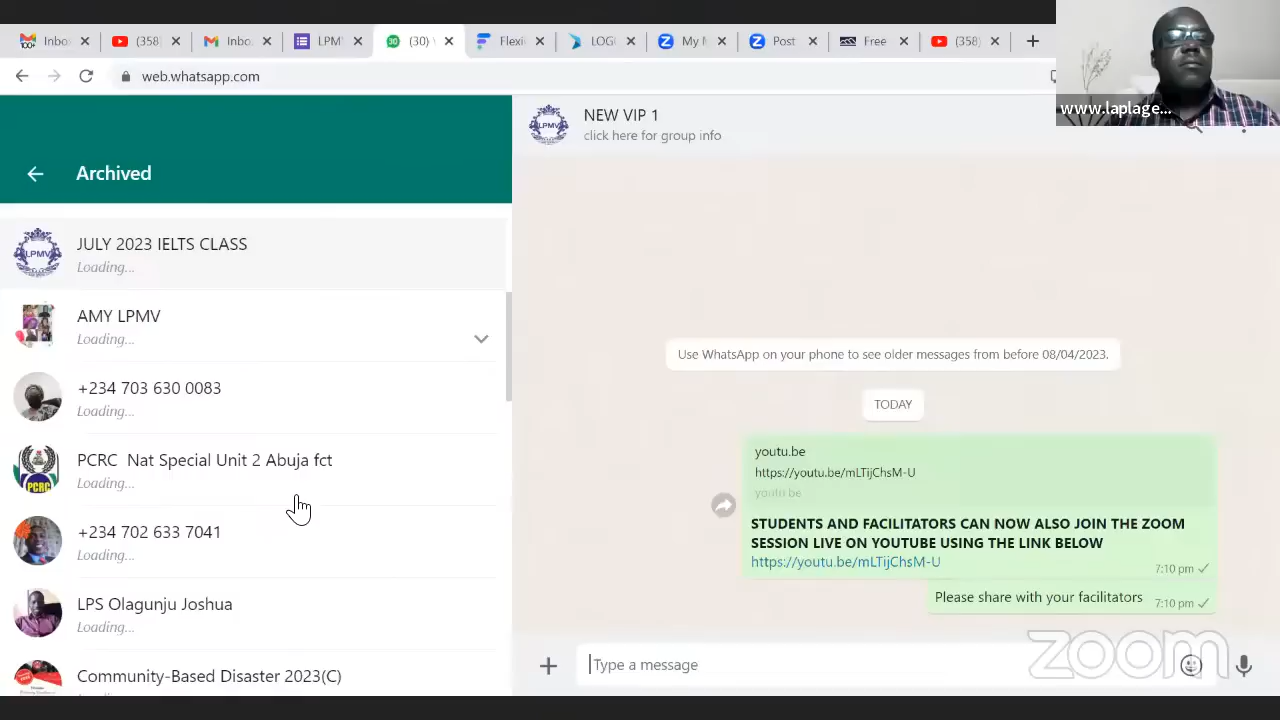 100+
Inbo
(358)
Inbo.
LPM
(30)
Flexi
LOG
My I
Post
Free
(358)
web.whatsapp.com
www.laplage...
NEW VIP 1
click here for group info
Archived
JULY 2023 IELTS CLASS
Loading...
AMY LPMV
Loading...
+234 703 630 0083
Loading...
PCRC Nat Special Unit 2 Abuja fct
Loading...
+234 702 633 7041
Loading...
LPS Olagunju Joshua
Loading...
Community-Based Disaster 2023(C)
LPMV
LPMV
PCRC
Use WhatsApp on your phone to see older messages from before 08/04/2023.
TODAY
youtu.be
https://youtu.be/mLTijChsM-U
youtu be
STUDENTS AND FACILITATORS CAN NOW ALSO JOIN THE ZOOM
SESSION LIVE ON YOUTUBE USING THE LINK BELOW
https://youtu.be/mLTijChsM-U
7:10 pm
Please share with your facilitators
7:10 pm
Type a message
zoom